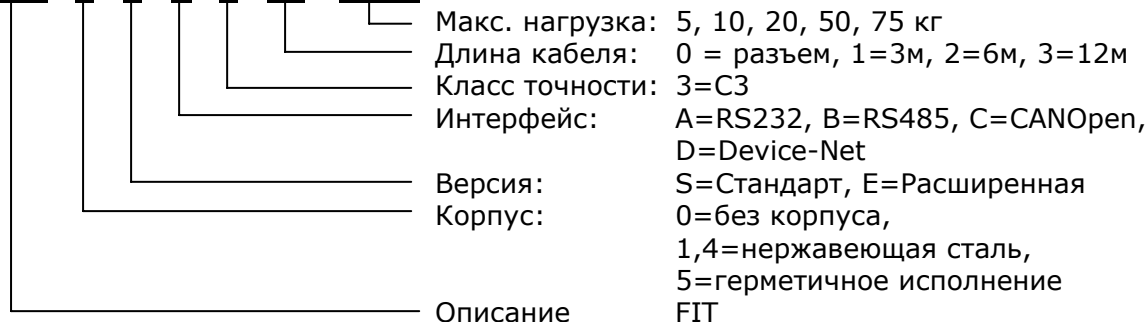 Макс. нагрузка: 5, 10, 20, 50, 75 кг
Длина кабеля: 0 = разъем, 1=3м, 2=6м, 3=12м
Класс точности: 3=C3
Интерфейс: A=RS232, B=RS485, C=CANOpen,
D=Device-Net
Версия: S=Стандарт, E=Расширенная
Корпус: 0=без корпуса,
1,4=нержавеющая сталь,
5=герметичное исполнение
Описание FIT